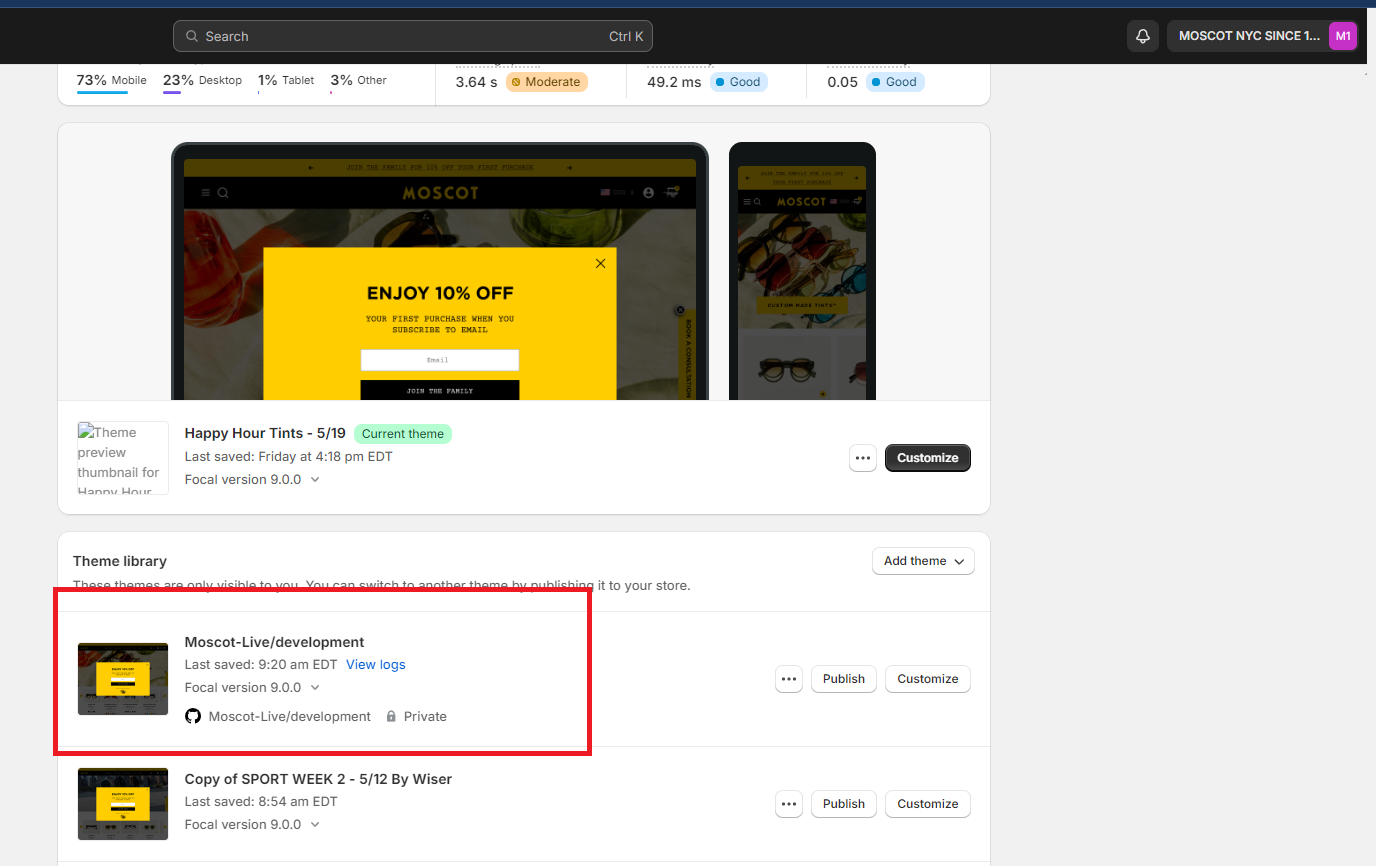 Search Ctrl K
MOSCOT NYC SINCE 1... M1
73% Mobile 23% Desktop 1% Tablet 3% Other
3.64 s Moderate 49.2 ms Good 0.05 Good
JOIN THE FAMILY FOR 10% OFF YOUR FIRST PURCHASE
MOSCOT
ENJOY 10% OFF
YOUR FIRST PURCHASE WHEN YOU
SUBSCRIBE TO EMAIL
Email
JOIN THE FAMILY
BOOK A CONSULTATION
JOIN THE FAMILY FOR 10% OFF
YOUR FIRST PURCHASE
MOSCOT
CUSTOM MADE TINTS™
Theme
preview
thumbnail for
Happy Hour
Happy Hour Tints - 5/19 Current theme
Last saved: Friday at 4:18 pm EDT
Focal version 9.0.0
Customize
Theme library
Add theme
These themes are only visible to you. You can switch to another theme by publishing it to your store.
Moscot-Live/development
Last saved: 9:20 am EDT View logs
Focal version 9.0.0
Moscot-Live/development Private
Publish Customize
Copy of SPORT WEEK 2 - 5/12 By Wiser
Last saved: 8:54 am EDT
Focal version 9.0.0
Publish Customize